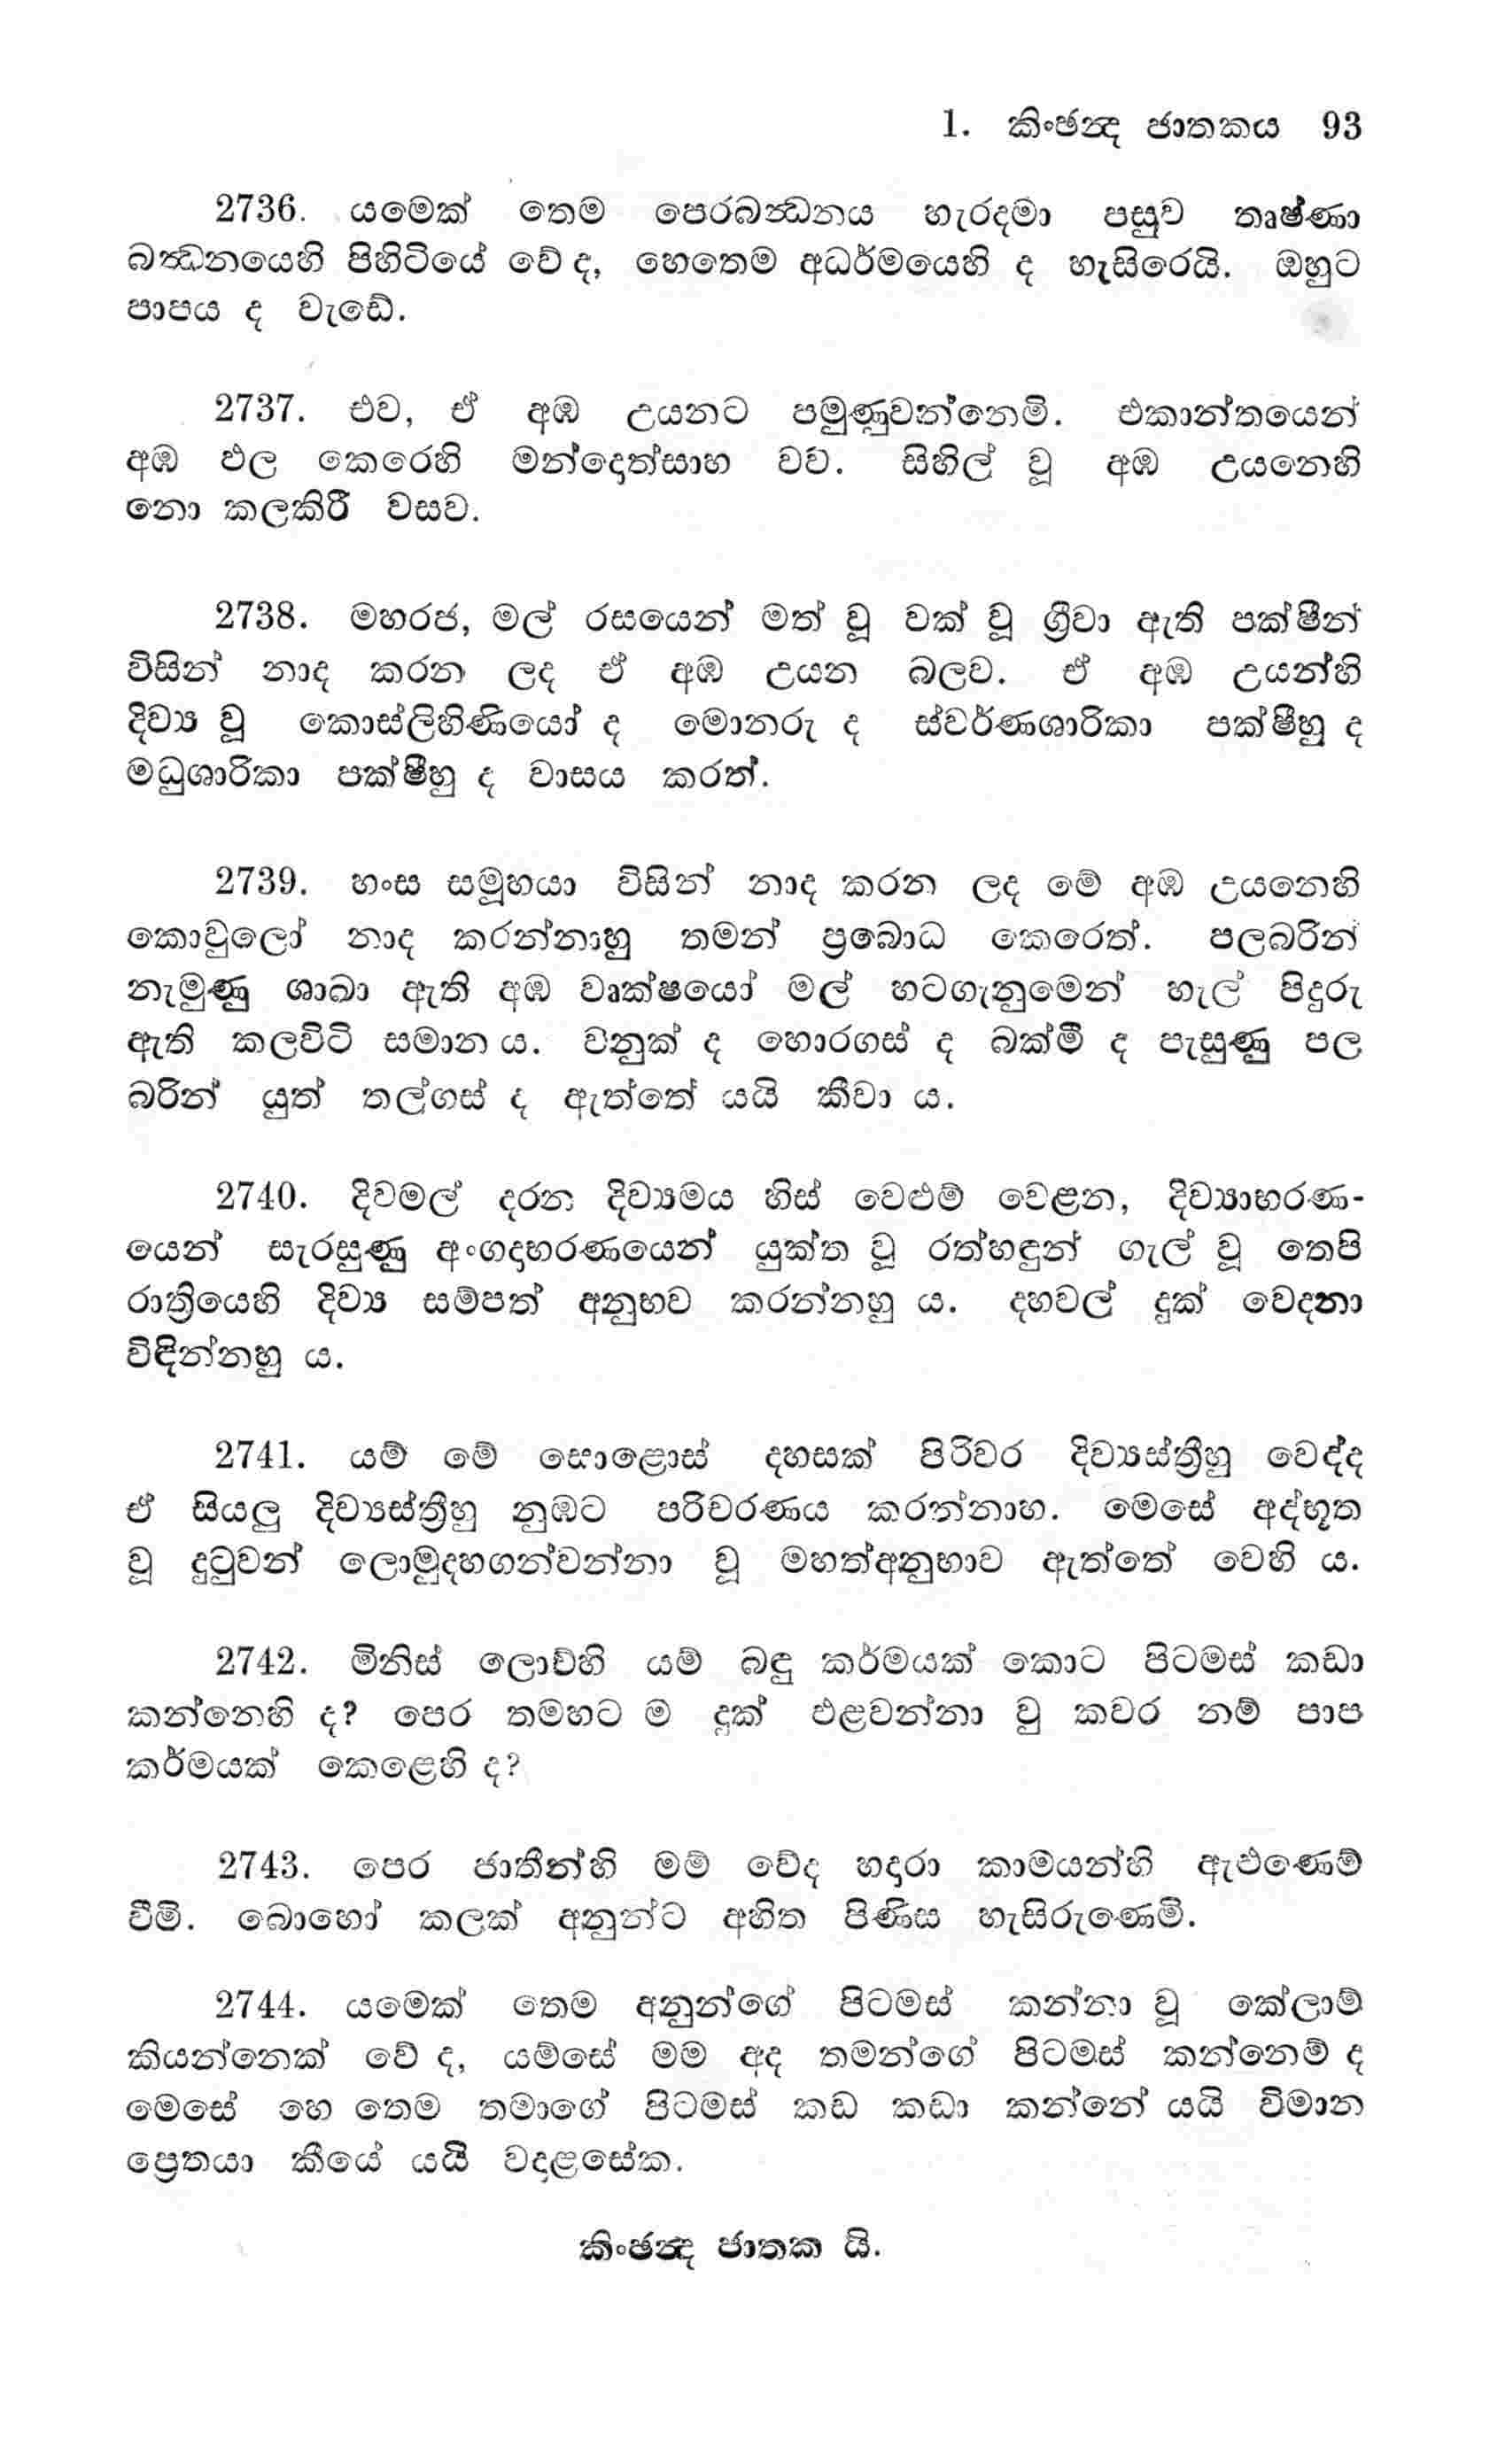 1. කිංඡන්‍ද ජාතකය 93
2736. යමෙක් තෙම පෙරබන්‍ධනය හැරදමා පසුව තෘෂ්ණා
බන්‍ධනයෙහි පිහිටියේ වේ ද, හෙතෙම අධර්මයෙහි ද හැසිරෙයි. ඔහුට
පාපය ද වැඩේ.
2737. එව, ඒ අඹ උයනට පමුණුවන්නෙමි. එකාන්තයෙන්
අඹ ඵල කෙරෙහි මන්දොත්සාහ වව. සිහිල් වූ අඹ උයනෙහි
නො කලකිරී වසව.
2738. මහරජ, මල් රසයෙන් මත් වූ වක් වූ ග්‍රීවා ඇති පක්ෂීන්
විසින් නාද කරන ලද ඒ අඹ උයන බලව. ඒ අඹ උයන්හි
දිව්‍ය වූ කොස්ලිහිණියෝ ද මොනරු ද ස්වර්ණශාරිකා පක්ෂීහු ද
මධුශාරිකා පක්ෂීහු ද වාසය කරත්.
2739. හංස සමූහයා විසින් නාද කරන ලද මේ අඹ උයනෙහි
කොවුලෝ නාද කරන්නාහු තමන් ප්‍රබොධ කෙරෙත්. පලබරින්
නැමුණු ශාඛා ඇති අඹ වෘක්ෂයෝ මල් හටගැනුමෙන් හැල් පිදුරු
ඇති කලවිටි සමාන ය. වනුක් ද හොරගස් ද බක්මී ද පැසුණු පල
බරින් යුත් තල්ගස් ද ඇත්තේ යයි කීවා ය.
2740. දිවමල් දරන දිව්‍යමය හිස් වෙළුම් වෙළන, දිව්‍යාභරණ-
යෙන් සැරසුණු අංගදාභරණයෙන් යුක්ත වූ රත්හඳුන් ගැල් වූ තෙපි
රාත්‍රියෙහි දිව්‍ය සම්පත් අනුභව කරන්නහු ය. දහවල් දුක් වෙදනා
විඳින්නහු ය.
2741. යම් මේ සොළොස් දහසක් පිරිවර දිව්‍යස්ත්‍රීහු වෙද්ද
ඒ සියලු දිව්‍යස්ත්‍රීහු නුඹට පරිචරණය කරන්නාහ. මෙසේ අද්භූත
වූ දුටුවන් ලොමුදහගන්වන්නා වූ මහත්අනුභාව ඇත්තේ වෙහි ය.
2742. මිනිස් ලොව්හි යම් බඳු කර්මයක් කොට පිටමස් කඩා
කන්නෙහි ද? පෙර තමහට ම දුක් එළවන්නා වු කවර නම් පාප
කර්මයක් කෙළෙහි ද?
2743. පෙර ජාතීන්හි මම් වේද හදාරා කාමයන්හි ඇළුණෙම්
වීමි. බොහෝ කලක් අනුන්ට අහිත පිණිස හැසිරුණෙමි.
2744. යමෙක් තෙම අනුන්ගේ පිටමස් කන්නා වූ කේලාම්
කියන්නෙක් වේ ද, යම්සේ මම අද තමන්ගේ පිටමස් කන්නෙම් ද
මෙසේ හෙ තෙම තමාගේ පිටමස් කඩ කඩා කන්නේ යයි විමාන
ප්‍රෙතයා කීයේ යයි වදාළසේක.
කිංඡන්‍ද ජාතක යි.